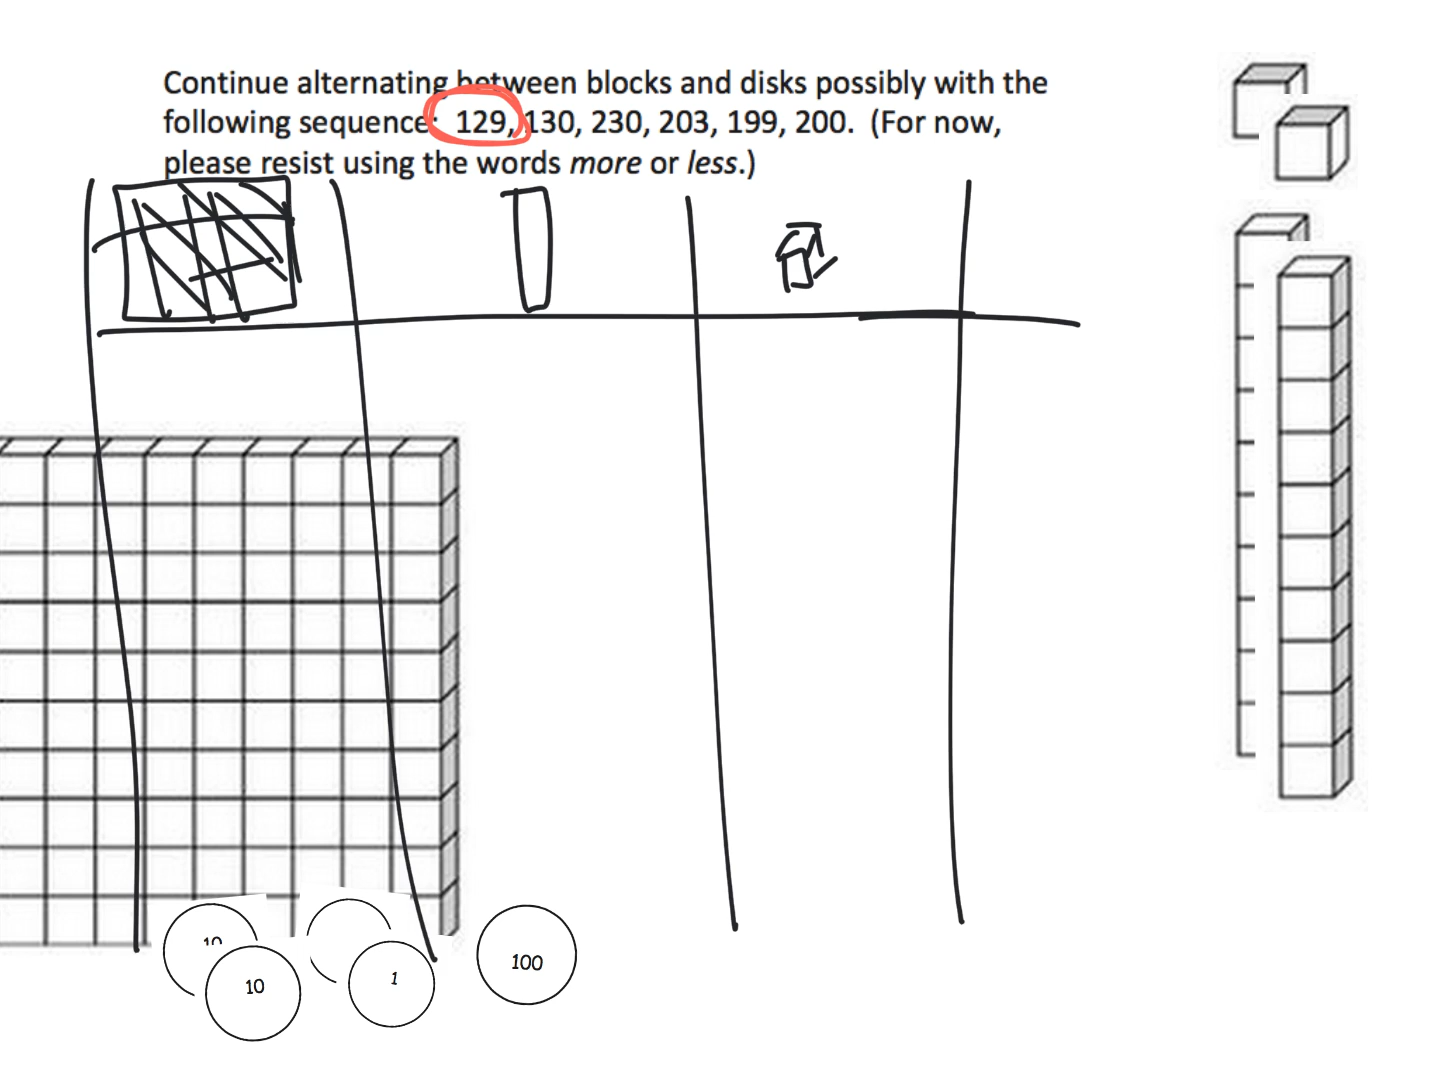 Continue alternating between blocks and disks possibly with the
following sequence: 129, 130, 230, 203, 199, 200. (For now,
please resist using the words more or less.)
10
10
1
100